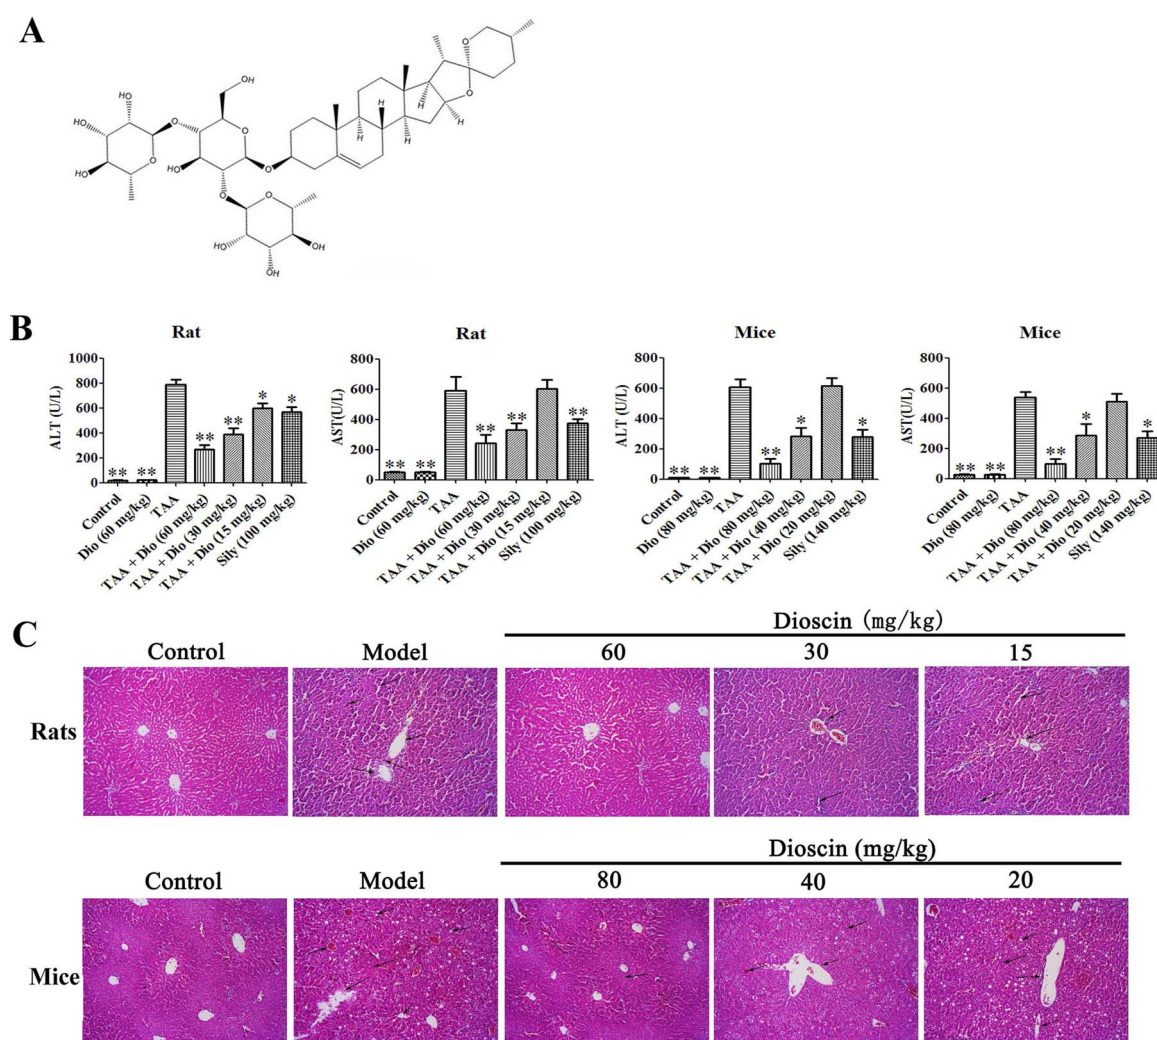 A
OH
HO
O
O
HO
O
HO
OH
HO
O
O
O
H
H
H
H
H
O
O
O
HO
HO
OH
OH
B
Rat
Rat
Mice
Mice
ALT (U/L)
1000
800
600
400
200
0
**
**
**
**
*
*
Control
Dio (60 mg/kg)
TAA
TAA + Dio (60 mg/kg)
TAA + Dio (30 mg/kg)
TAA + Dio (15 mg/kg)
Sily (100 mg/kg)
AST(U/L)
800
600
400
200
0
**
**
**
**
**
Control
Dio (60 mg/kg)
TAA
TAA + Dio (60 mg/kg)
TAA + Dio (30 mg/kg)
TAA + Dio (15 mg/kg)
Sily (100 mg/kg)
ALT (U/L)
800
600
400
200
0
**
**
**
*
*
Control
Dio (80 mg/kg)
TAA
TAA + Dio (80 mg/kg)
TAA + Dio (40 mg/kg)
TAA + Dio (20 mg/kg)
Sily (140 mg/kg)
AST(U/L)
800
600
400
200
0
**
**
**
*
*
Control
Dio (80 mg/kg)
TAA
TAA + Dio (80 mg/kg)
TAA + Dio (40 mg/kg)
TAA + Dio (20 mg/kg)
Sily (140 mg/kg)
C
Dioscin (mg/kg)
Control
Model
60
30
15
Rats
Dioscin (mg/kg)
Control
Model
80
40
20
Mice